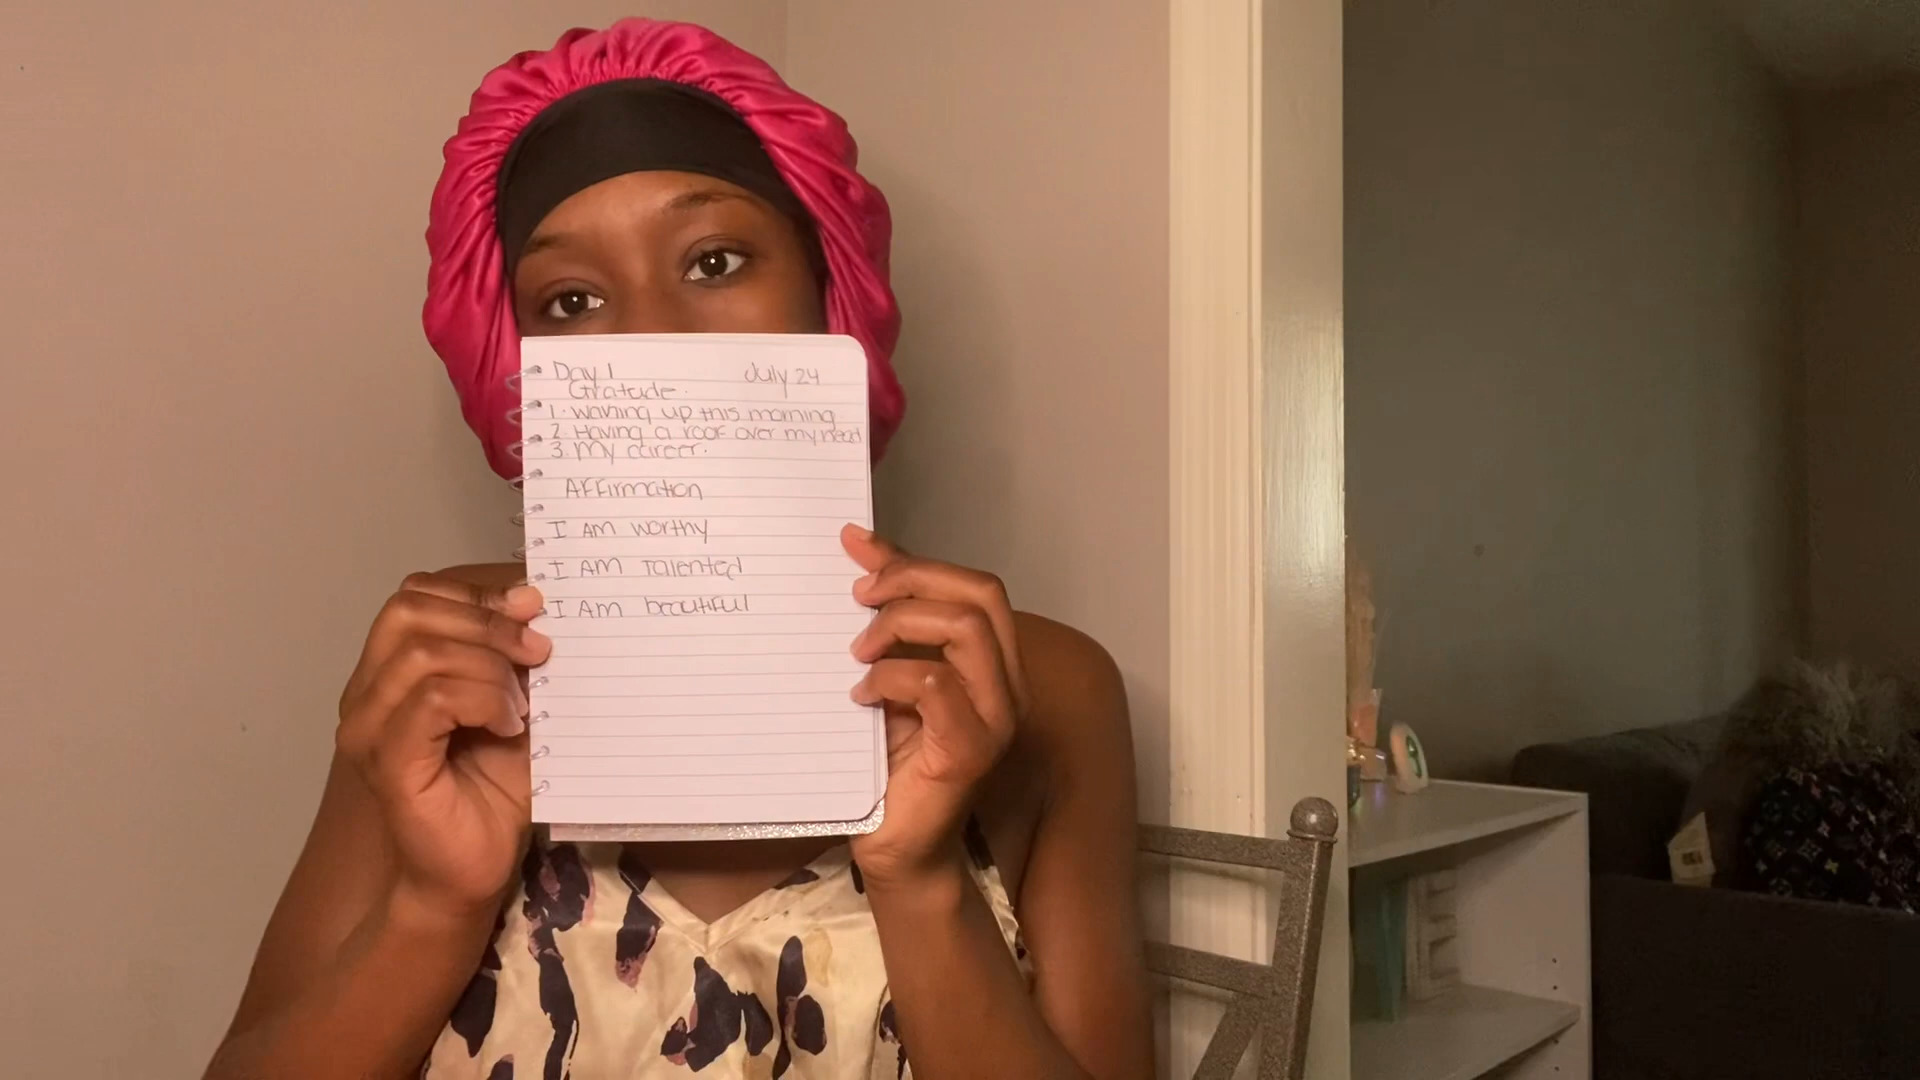 Day 1 July 24
Gratude.
1. Waking up this morning
2. Having a roof over my head
3. My career.
Affirmation
I AM worthy
I AM Talented
I AM beautiful